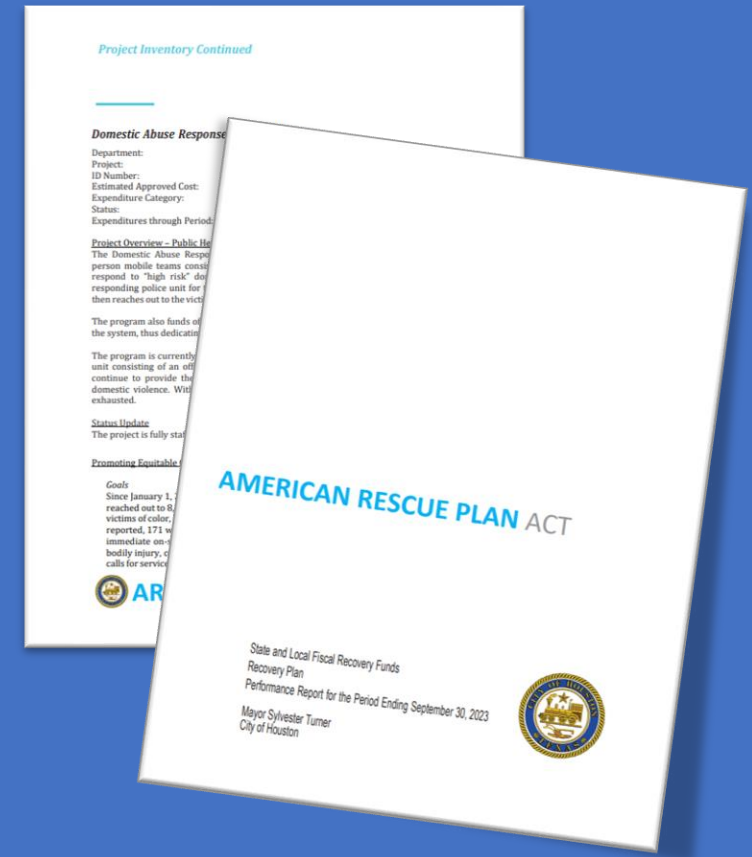 Project Inventory Continued
Domestic Abuse Response
Department:
Project:
ID Number:
Estimated Approved Cost:
Expenditure Category:
Status:
Expenditures through Period:
Project Overview – Public He
The Domestic Abuse Respo
person mobile teams consi
respond to "high risk" do
responding police unit for
then reaches out to the victi
The program also funds of
the system, thus dedicatin
The program is currently
unit consisting of an off
continue to provide the
domestic violence. With
exhausted.
Status Update
The project is fully staf
Promoting Equitable
Goals
Since January 1,
reached out to 8,
victims of color,
reported, 171 w
immediate on-s
bodily injury, c
calls for service
AR
AMERICAN RESCUE PLAN ACT
State and Local Fiscal Recovery Funds
Recovery Plan
Performance Report for the Period Ending September 30, 2023
Mayor Sylvester Turner
City of Houston
CITY OF HOUSTON
TEXAS